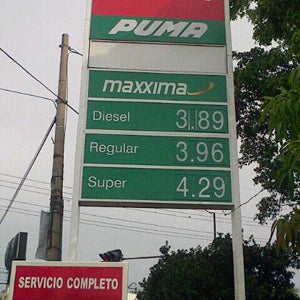 PUMA
maxxima
Diesel 3.89
Regular 3.96
Super 4.29
SERVICIO COMPLETO